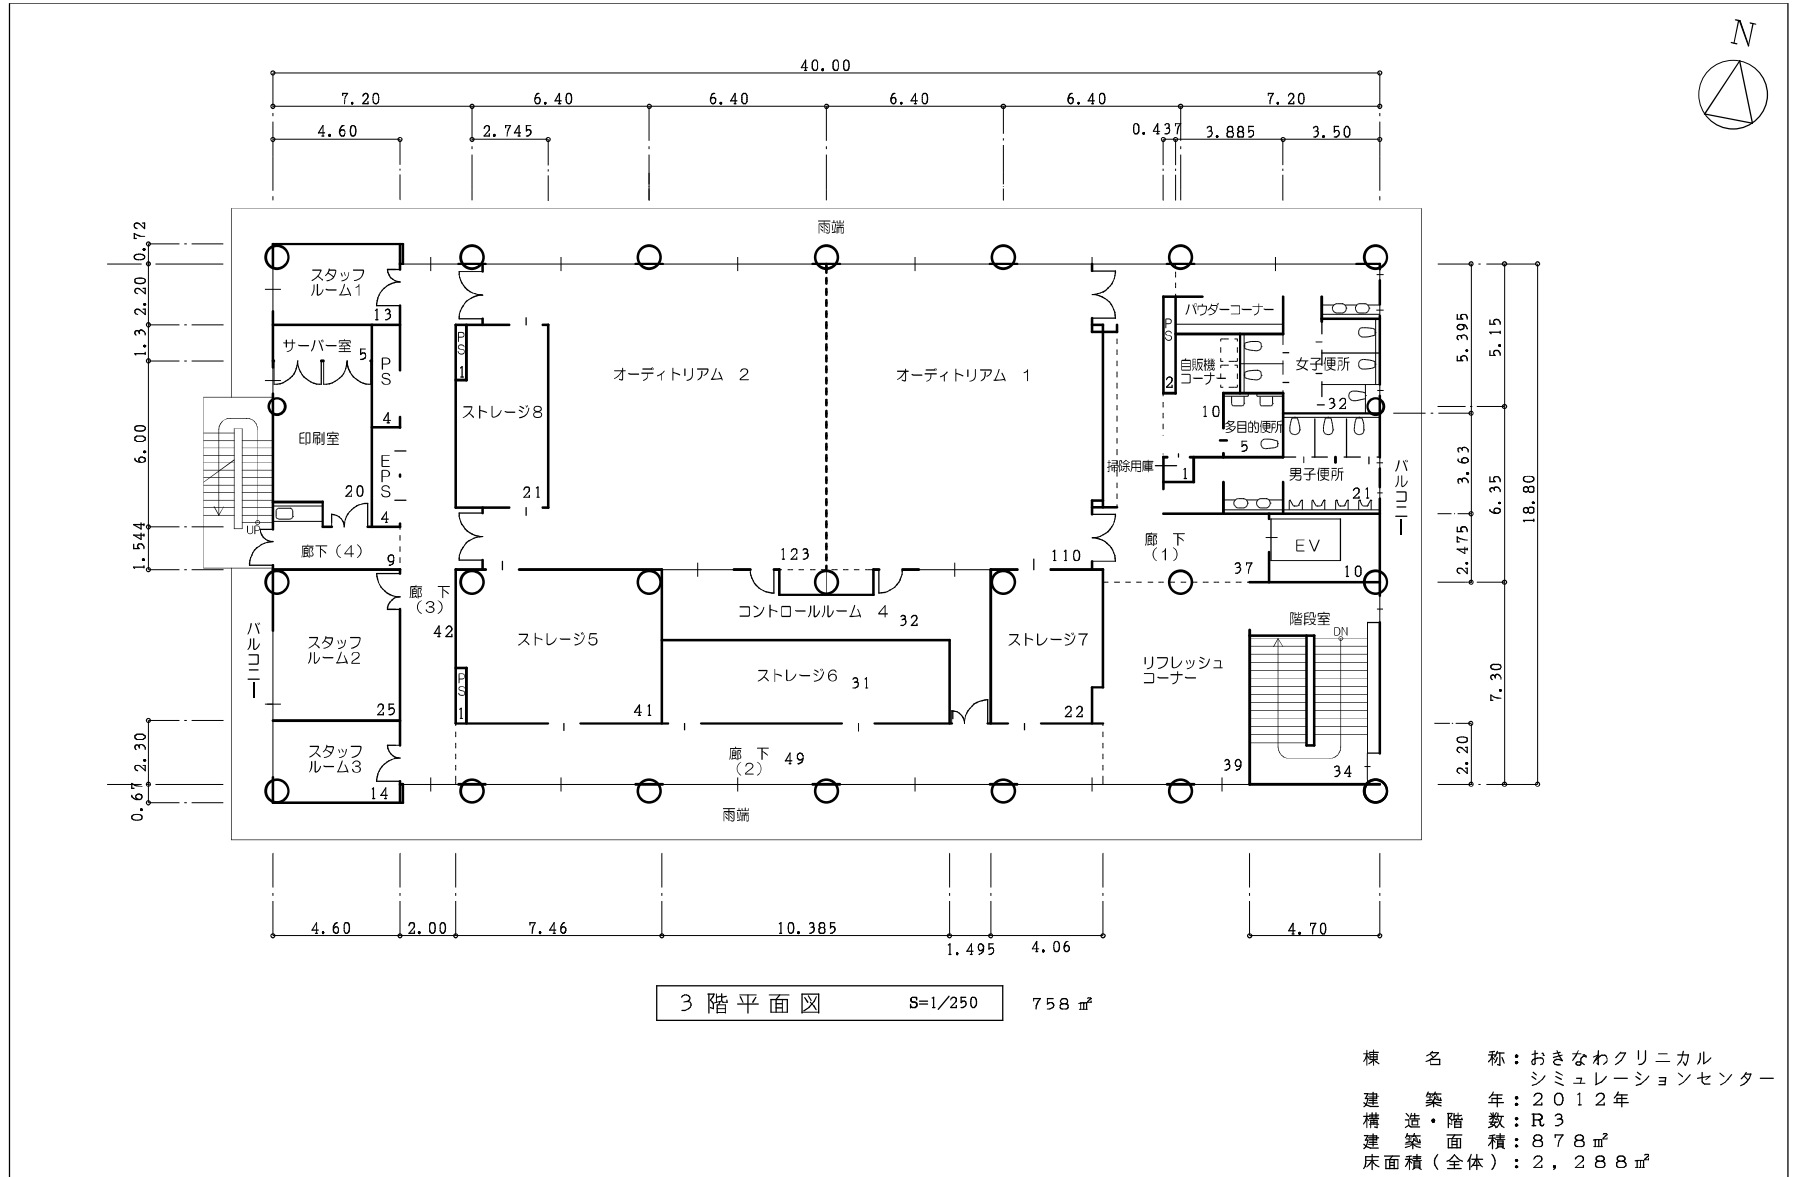 N
40.00
7.20 6.40 6.40 6.40 6.40 7.20
4.60 2.745 0.437 3.885 3.50
雨端
0.72
2.20
1.3
6.00
1.544
2.30
0.67
スタッフ
ルーム1
13
サーバー室
5
PS
4
印刷室
20
EPS
4
UP
廊下(4)
9
スタッフ
ルーム2
25
スタッフ
ルーム3
14
バルコニー
廊 下
(3)
42
PS
1
ストレージ8
21
オーディトリアム 2
123
オーディトリアム 1
110
ストレージ5
41
PS
1
コントロールルーム 4
32
ストレージ6
31
ストレージ7
22
廊 下
(2)
49
パウダーコーナー
PS
2
自販機
コーナー
10
女子便所
32
多目的便所
5
掃除用庫
1
男子便所
21
廊 下
(1)
37
EV
10
階段室
DN
34
リフレッシュ
コーナー
39
バルコニー
5.395
3.63
2.475
2.20
5.15
6.35
7.30
18.80
雨端
4.60 2.00 7.46 10.385 1.495 4.06 4.70
3階平面図 S=1/250 758㎡
棟名称:おきなわクリニカル
シミュレーションセンター
建築年:2012年
構造・階数:R3
建築面積:878㎡
床面積(全体):2,288㎡